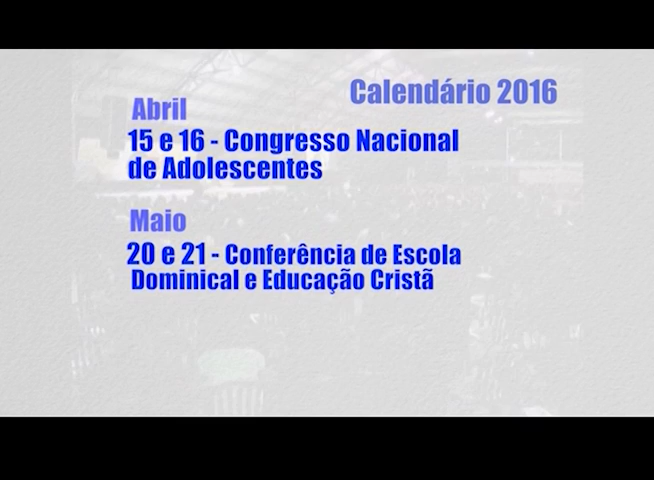 Calendário 2016
Abril
15 e 16 - Congresso Nacional
de Adolescentes
Maio
20 e 21 - Conferência de Escola
Dominical e Educação Cristã